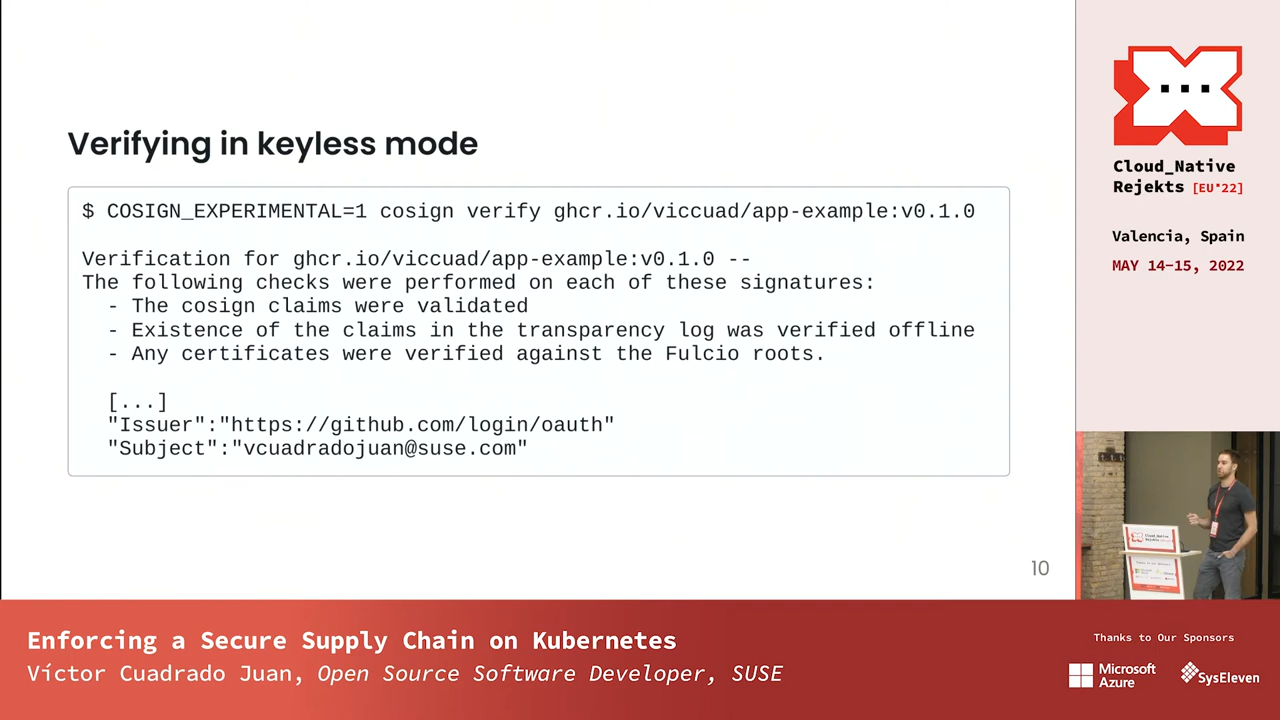 Verifying in keyless mode
$ COSIGN_EXPERIMENTAL=1 cosign verify ghcr.io/viccuad/app-example:v0.1.0
Verification for ghcr.io/viccuad/app-example:v0.1.0 --
The following checks were performed on each of these signatures:
- The cosign claims were validated
- Existence of the claims in the transparency log was verified offline
- Any certificates were verified against the Fulcio roots.
[...]
"Issuer":"https://github.com/login/oauth"
"Subject":"vcuadradojuan@suse.com"
10
Cloud_Native
Rejekts [EU*22]
Valencia, Spain
MAY 14-15, 2022
Enforcing a Secure Supply Chain on Kubernetes
Víctor Cuadrado Juan, Open Source Software Developer, SUSE
Thanks to Our Sponsors
Microsoft
Azure
SysEleven